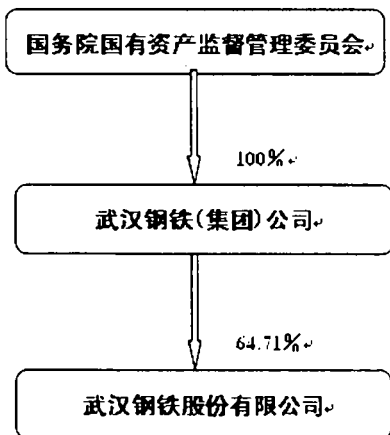 国务院国有资产监督管理委员会
100%
武汉钢铁(集团)公司
64.71%
武汉钢铁股份有限公司